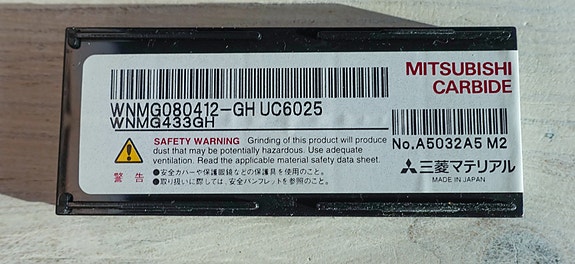 MITSUBISHI
CARBIDE
WNMG080412-GH UC6025
WNMG433GH
No.A5032A5 M2
SAFETY WARNING Grinding of this product will produce
dust that may be potentially hazardous. Use adequate
ventilation. Read the applicable material safety data sheet.
警告
●安全カバーや保護眼鏡などの保護具を使用のこと。
●取り扱いに際しては、安全パンフレットを参照のこと。
三菱マテリアル
MADE IN JAPAN